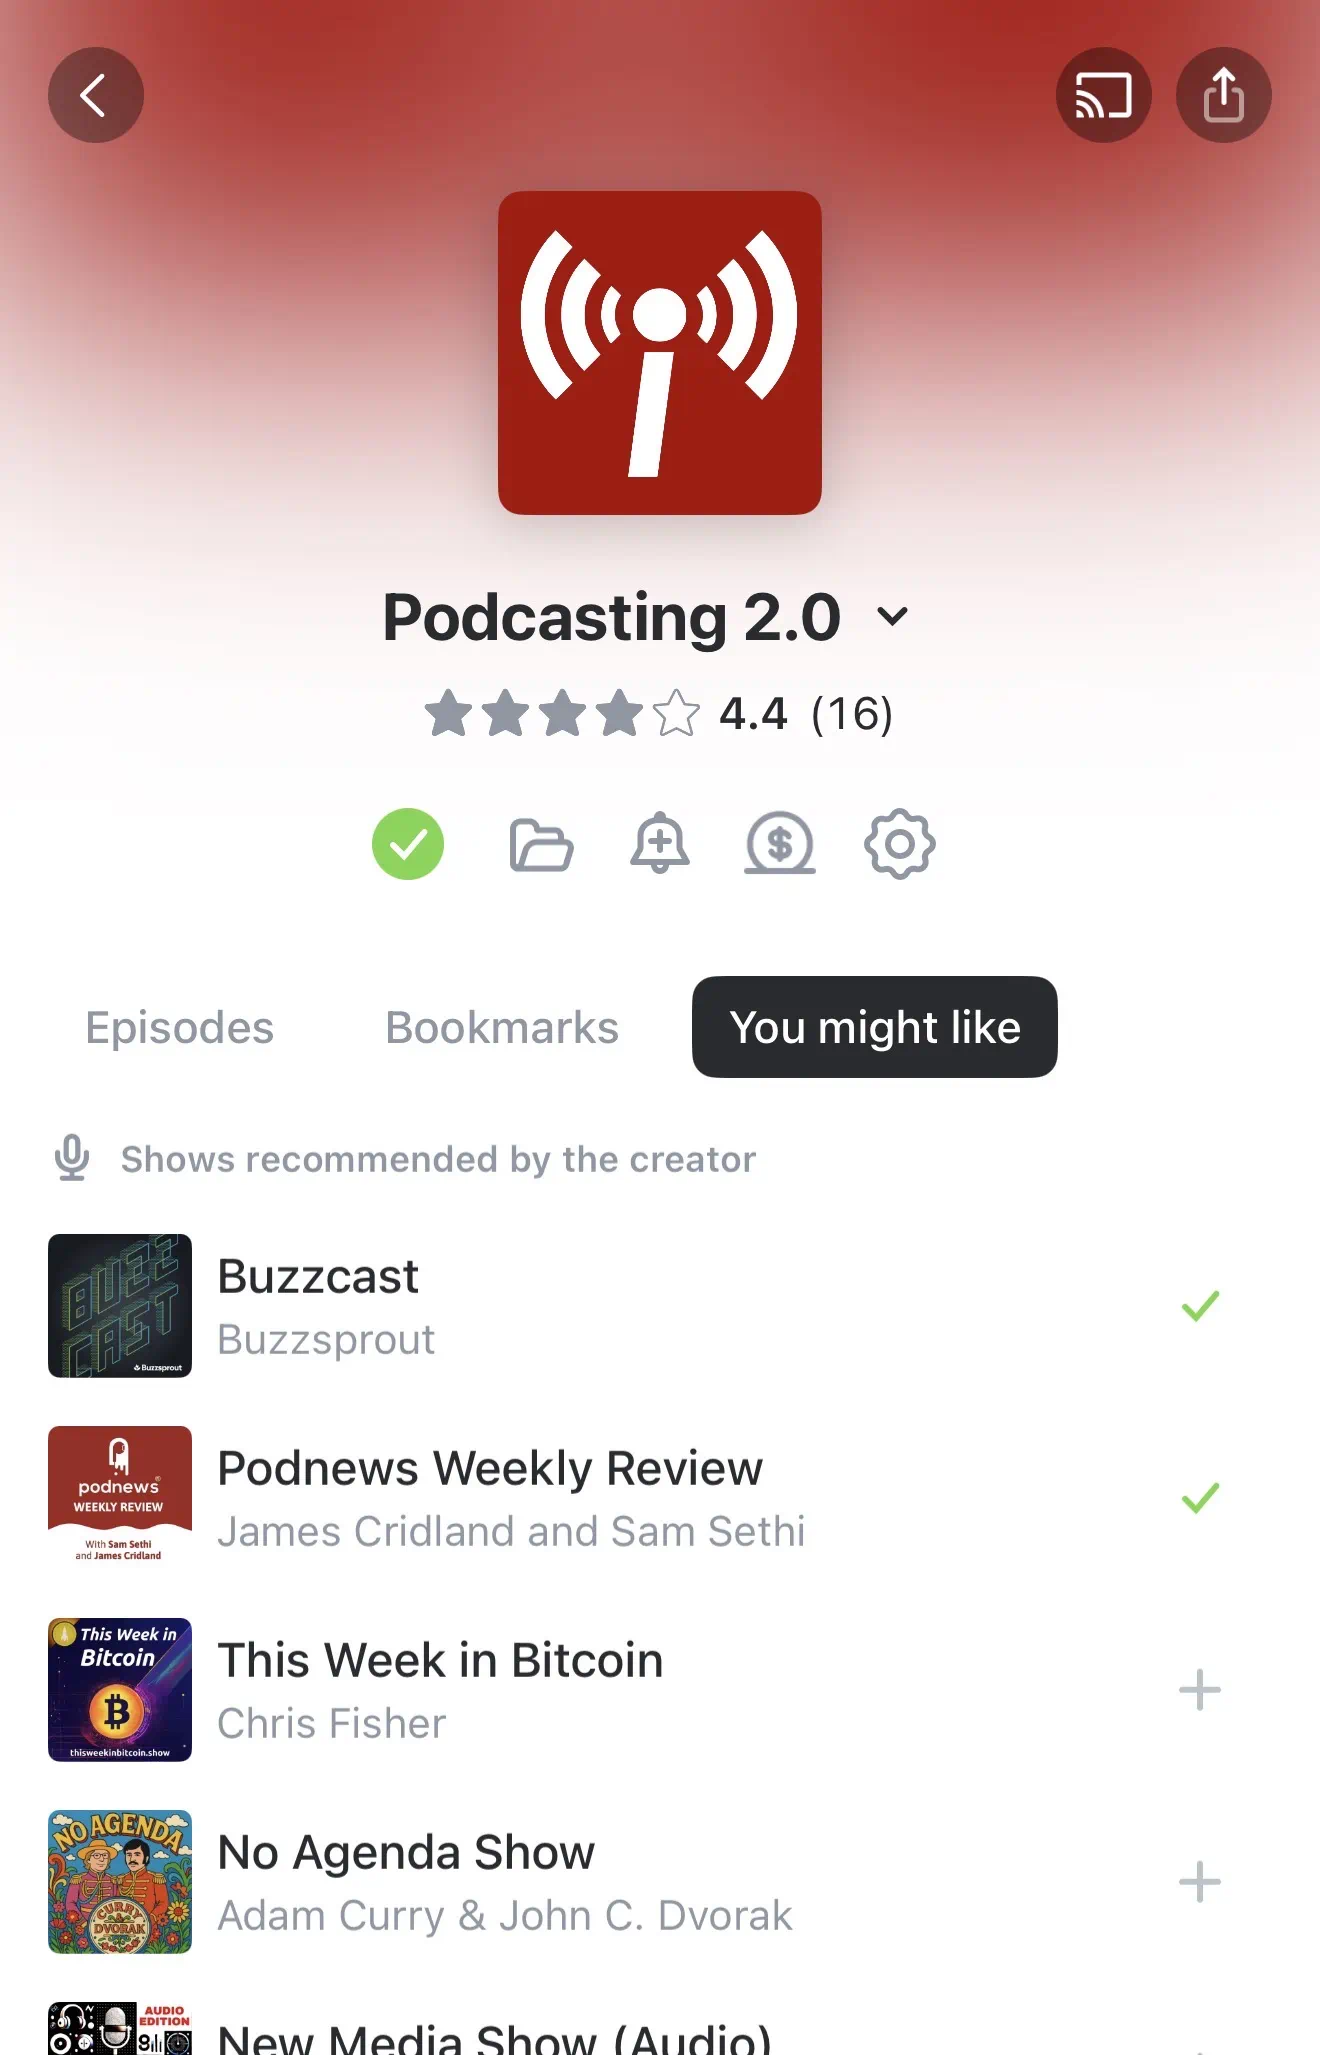 Podcasting 2.0
4.4 (16)
Episodes
Bookmarks
You might like
Shows recommended by the creator
BUZZ
CAST
Buzzsprout
Buzzcast
Buzzsprout
podnews®
WEEKLY REVIEW
With Sam Sethi
and James Cridland
Podnews Weekly Review
James Cridland and Sam Sethi
This Week in
Bitcoin
thisweekinbitcoin.show
This Week in Bitcoin
Chris Fisher
NO AGENDA
CURRY
&
DVORAK
No Agenda Show
Adam Curry & John C. Dvorak
AUDIO
EDITION
New Media Show (Audio)